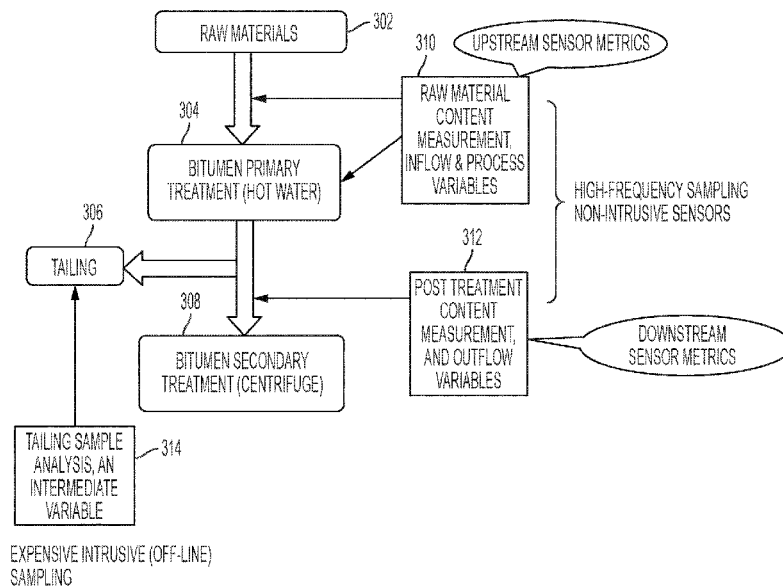 RAW MATERIALS
302
310
UPSTREAM SENSOR METRICS
304
RAW MATERIAL
CONTENT
MEASUREMENT,
INFLOW & PROCESS
VARIABLES
BITUMEN PRIMARY
TREATMENT (HOT WATER)
HIGH-FREQUENCY SAMPLING
NON-INTRUSIVE SENSORS
306
TAILING
312
308
POST TREATMENT
CONTENT
MEASUREMENT,
AND OUTFLOW
VARIABLES
DOWNSTREAM
SENSOR METRICS
BITUMEN SECONDARY
TREATMENT (CENTRIFUGE)
TAILING SAMPLE
ANALYSIS, AN
INTERMEDIATE
VARIABLE
314
EXPENSIVE INTRUSIVE (OFF-LINE)
SAMPLING